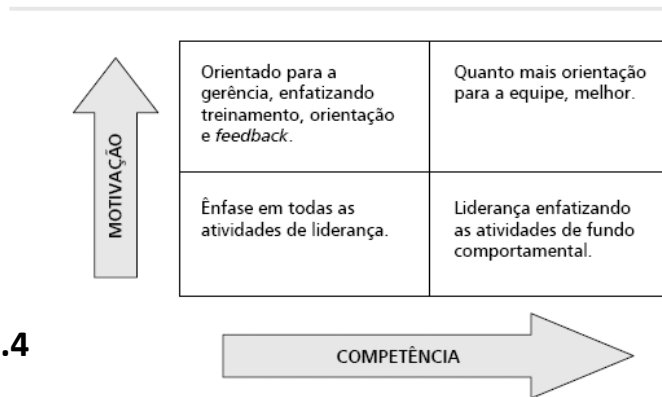 Orientado para a
gerência, enfatizando
treinamento, orientação
e feedback.
Quanto mais orientação
para a equipe, melhor.
MOTIVAÇÃO
Ênfase em todas as
atividades de liderança.
Liderança enfatizando
as atividades de fundo
comportamental.
.4
COMPETÊNCIA